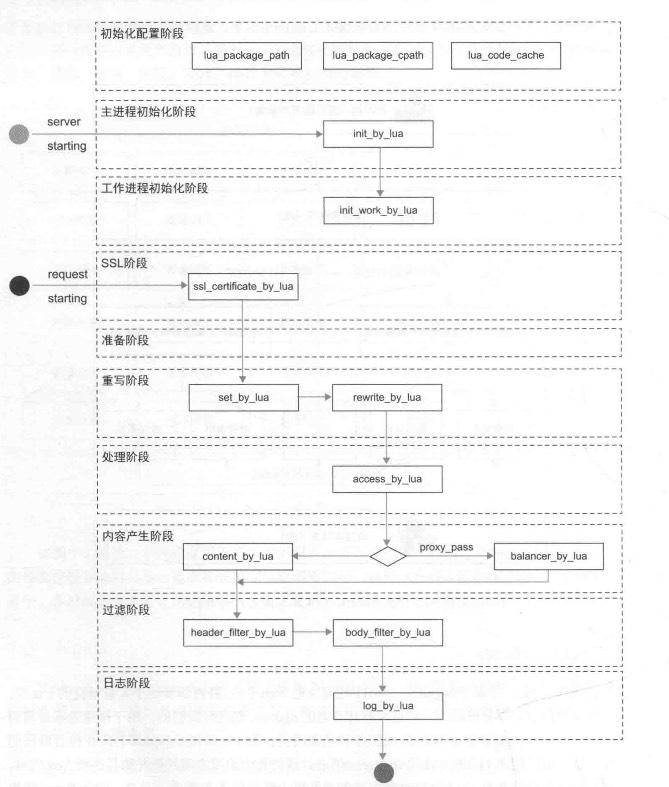 初始化配置阶段
lua_package_path lua_package_cpath lua_code_cache
主进程初始化阶段
server
starting
init_by_lua
工作进程初始化阶段
init_work_by_lua
SSL阶段
request
starting
ssl_certificate_by_lua
准备阶段
重写阶段
set_by_lua rewrite_by_lua
处理阶段
access_by_lua
内容产生阶段
proxy_pass
content_by_lua balancer_by_lua
过滤阶段
header_filter_by_lua body_filter_by_lua
日志阶段
log_by_lua